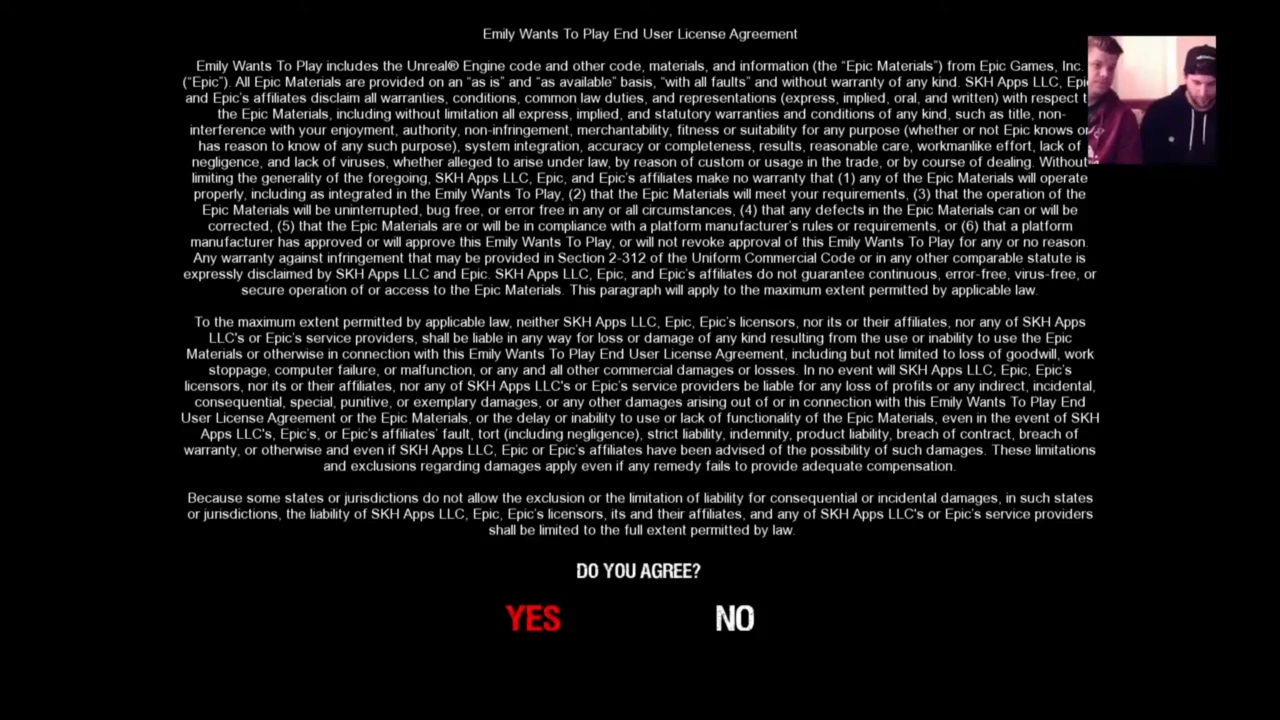 Emily Wants To Play End User License Agreement
Emily Wants To Play includes the Unreal® Engine code and other code, materials, and information (the “Epic Materials”) from Epic Games, Inc.
(“Epic”). All Epic Materials are provided on an “as is” and “as available” basis, “with all faults” and without warranty of any kind. SKH Apps LLC, Epic
and Epic's affiliates disclaim all warranties, conditions, common law duties, and representations (express, implied, oral, and written) with respect t
the Epic Materials, including without limitation all express, implied, and statutory warranties and conditions of any kind, such as title, non-
interference with your enjoyment, authority, non-infringement, merchantability, fitness or suitability for any purpose (whether or not Epic knows or
has reason to know of any such purpose), system integration, accuracy or completeness, results, reasonable care, workmanlike effort, lack of
negligence, and lack of viruses, whether alleged to arise under law, by reason of custom or usage in the trade, or by course of dealing. Without
limiting the generality of the foregoing, SKH Apps LLC, Epic, and Epic's affiliates make no warranty that (1) any of the Epic Materials will operate
properly, including as integrated in the Emily Wants To Play, (2) that the Epic Materials will meet your requirements, (3) that the operation of the
Epic Materials will be uninterrupted, bug free, or error free in any or all circumstances, (4) that any defects in the Epic Materials can or will be
corrected, (5) that the Epic Materials are or will be in compliance with a platform manufacturer's rules or requirements, or (6) that a platform
manufacturer has approved or will approve this Emily Wants To Play, or will not revoke approval of this Emily Wants To Play for any or no reason.
Any warranty against infringement that may be provided in Section 2-312 of the Uniform Commercial Code or in any other comparable statute is
expressly disclaimed by SKH Apps LLC and Epic. SKH Apps LLC, Epic, and Epic's affiliates do not guarantee continuous, error-free, virus-free, or
secure operation of or access to the Epic Materials. This paragraph will apply to the maximum extent permitted by applicable law.
To the maximum extent permitted by applicable law, neither SKH Apps LLC, Epic, Epic's licensors, nor its or their affiliates, nor any of SKH Apps
LLC's or Epic's service providers, shall be liable in any way for loss or damage of any kind resulting from the use or inability to use the Epic
Materials or otherwise in connection with this Emily Wants To Play End User License Agreement, including but not limited to loss of goodwill, work
stoppage, computer failure, or malfunction, or any and all other commercial damages or losses. In no event will SKH Apps LLC, Epic, Epic's
licensors, nor its or their affiliates, nor any of SKH Apps LLC's or Epic's service providers be liable for any loss of profits or any indirect, incidental,
consequential, special, punitive, or exemplary damages, or any other damages arising out of or in connection with this Emily Wants To Play End
User License Agreement or the Epic Materials, or the delay or inability to use or lack of functionality of the Epic Materials, even in the event of SKH
Apps LLC's, Epic's, or Epic's affiliates' fault, tort (including negligence), strict liability, indemnity, product liability, breach of contract, breach of
warranty, or otherwise and even if SKH Apps LLC, Epic or Epic's affiliates have been advised of the possibility of such damages. These limitations
and exclusions regarding damages apply even if any remedy fails to provide adequate compensation.
Because some states or jurisdictions do not allow the exclusion or the limitation of liability for consequential or incidental damages, in such states
or jurisdictions, the liability of SKH Apps LLC, Epic, Epic's licensors, its and their affiliates, and any of SKH Apps LLC's or Epic's service providers
shall be limited to the full extent permitted by law.
DO YOU AGREE?
YES NO